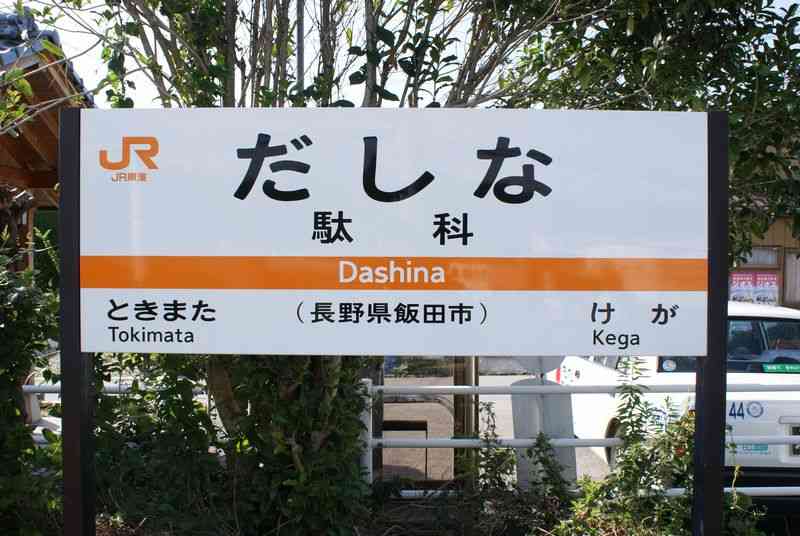 JR
JR東海
だしな
駄科
Dashina
ときまた (長野県飯田市) けが
Tokimata Kega
44